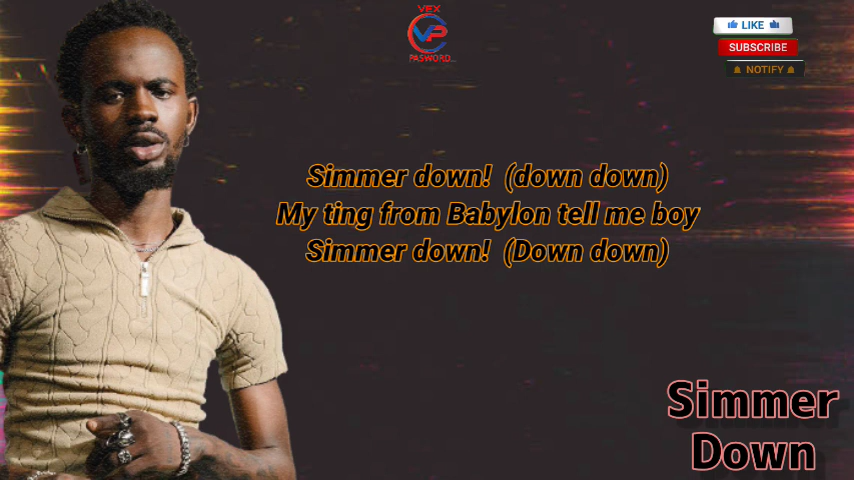 VEX
VP
PASWORD
LIKE
SUBSCRIBE
NOTIFY
Simmer down! (down down)
My ting from Babylon tell me boy
Simmer down! (Down down)
Simmer
Down